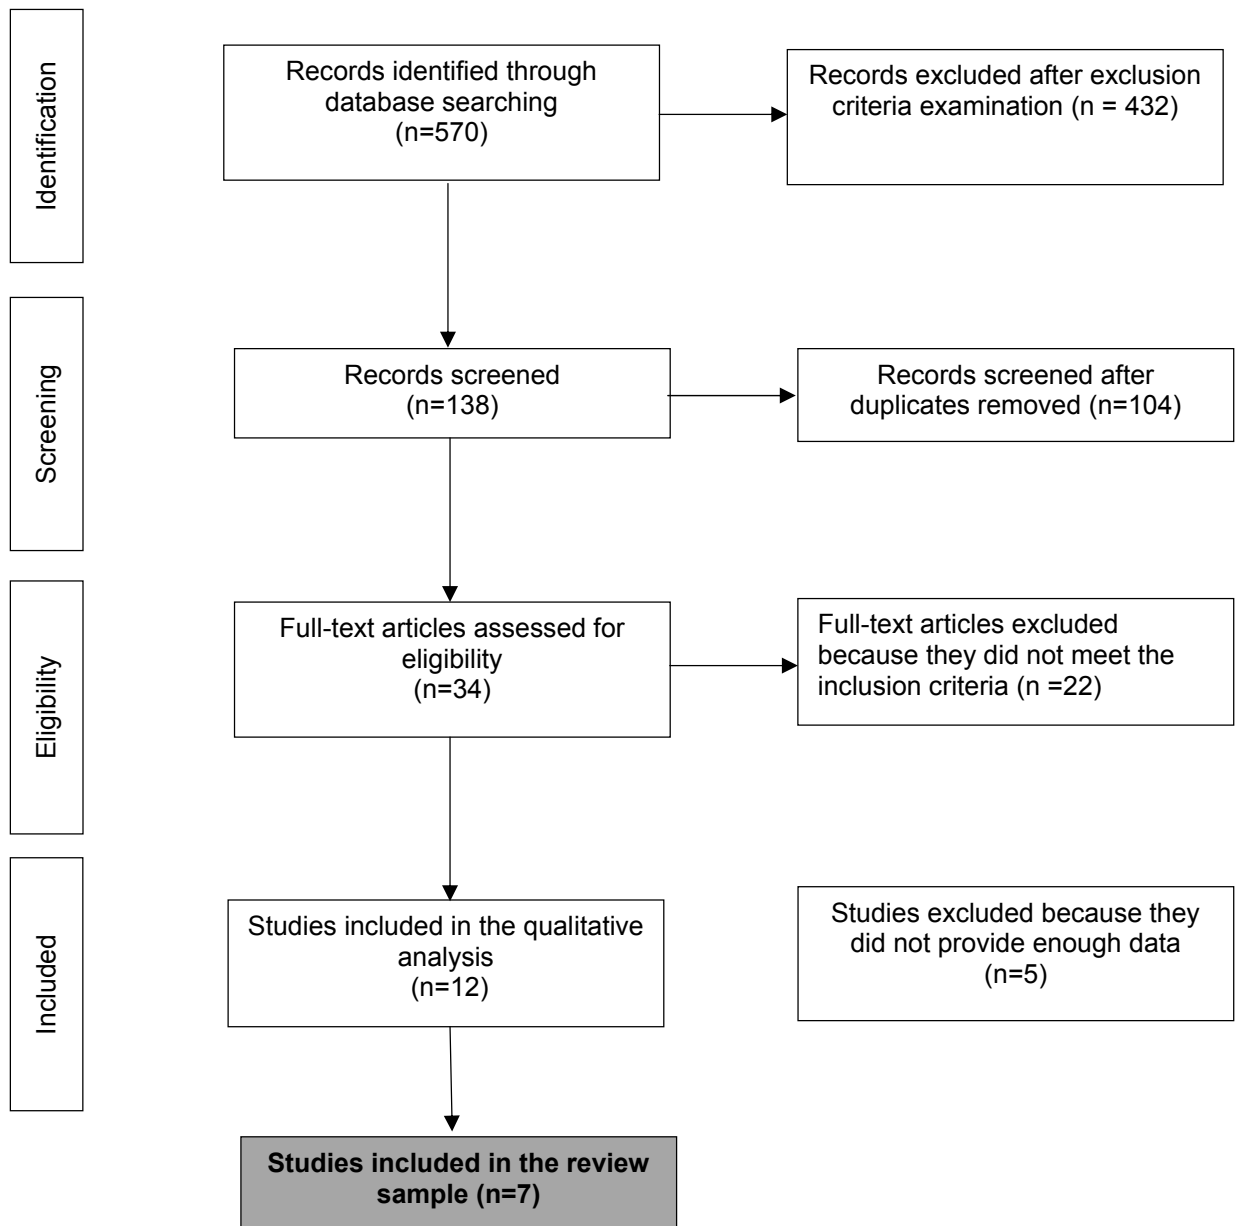 Identification
Records identified through
database searching
(n=570)
Records excluded after exclusion
criteria examination (n = 432)
Screening
Records screened
(n=138)
Records screened after
duplicates removed (n=104)
Eligibility
Full-text articles assessed for
eligibility
(n=34)
Full-text articles excluded
because they did not meet the
inclusion criteria (n =22)
Included
Studies included in the qualitative
analysis
(n=12)
Studies excluded because they
did not provide enough data
(n=5)
Studies included in the review
sample (n=7)